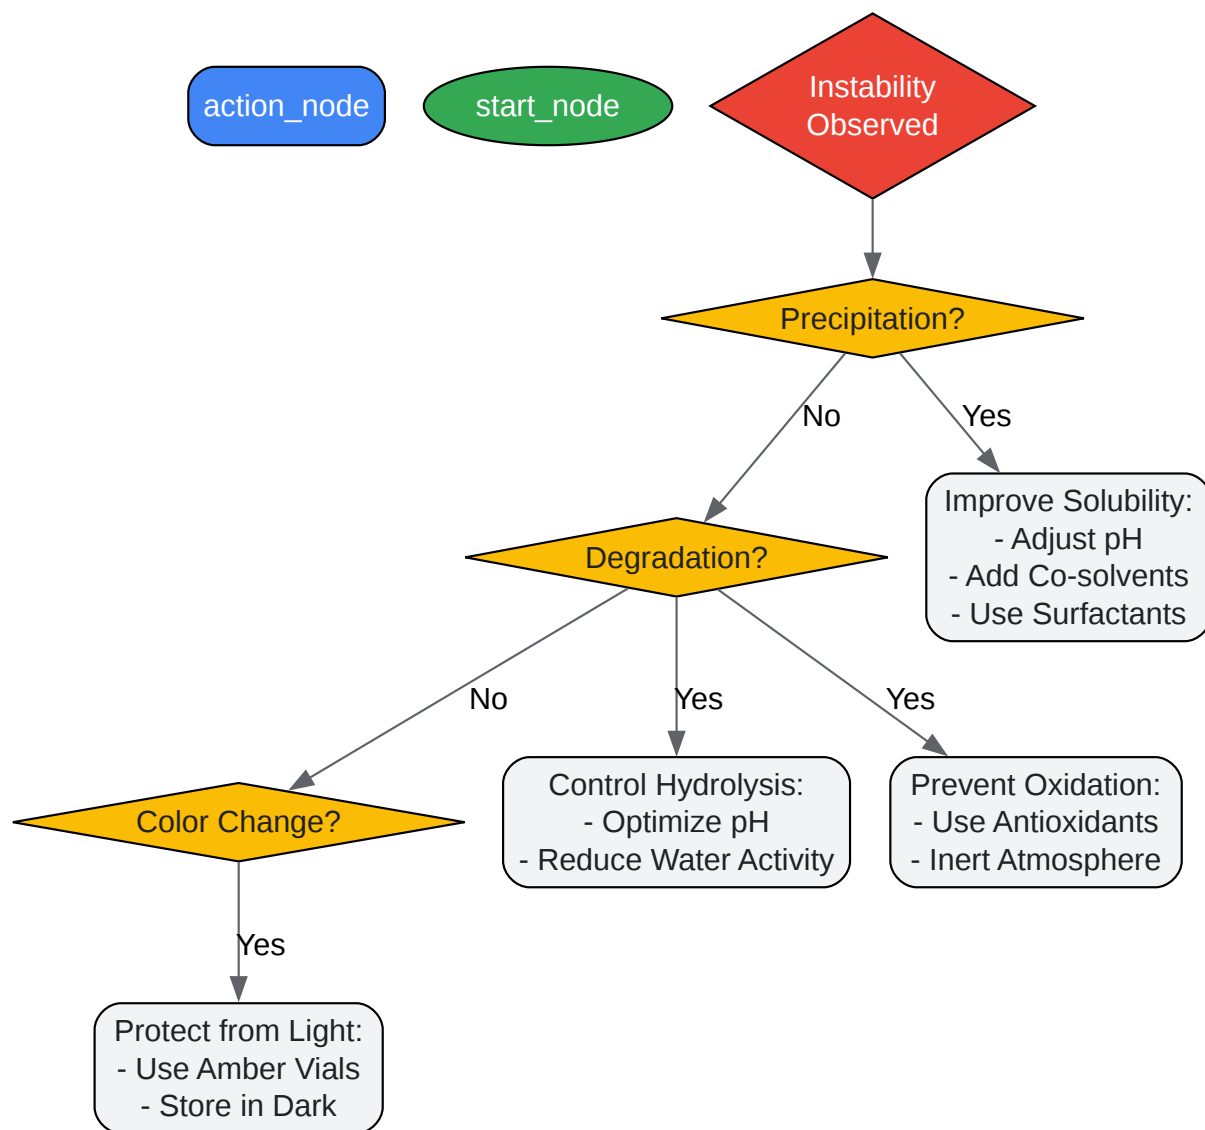 action_node
start_node
Instability
Observed
Precipitation?
No
Yes
Improve Solubility:
- Adjust pH
- Add Co-solvents
- Use Surfactants
Degradation?
No
Yes
Yes
Color Change?
Control Hydrolysis:
- Optimize pH
- Reduce Water Activity
Prevent Oxidation:
- Use Antioxidants
- Inert Atmosphere
Yes
Protect from Light:
- Use Amber Vials
- Store in Dark